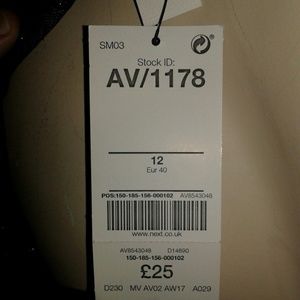 SM03
Stock ID:
AV/1178
12
Eur 40
POS:150-185-156-000102 AV8543048
www.next.co.uk
AV8543048 D14690
150-185-156-000102
£25
D230 MV AV02 AW17 A029